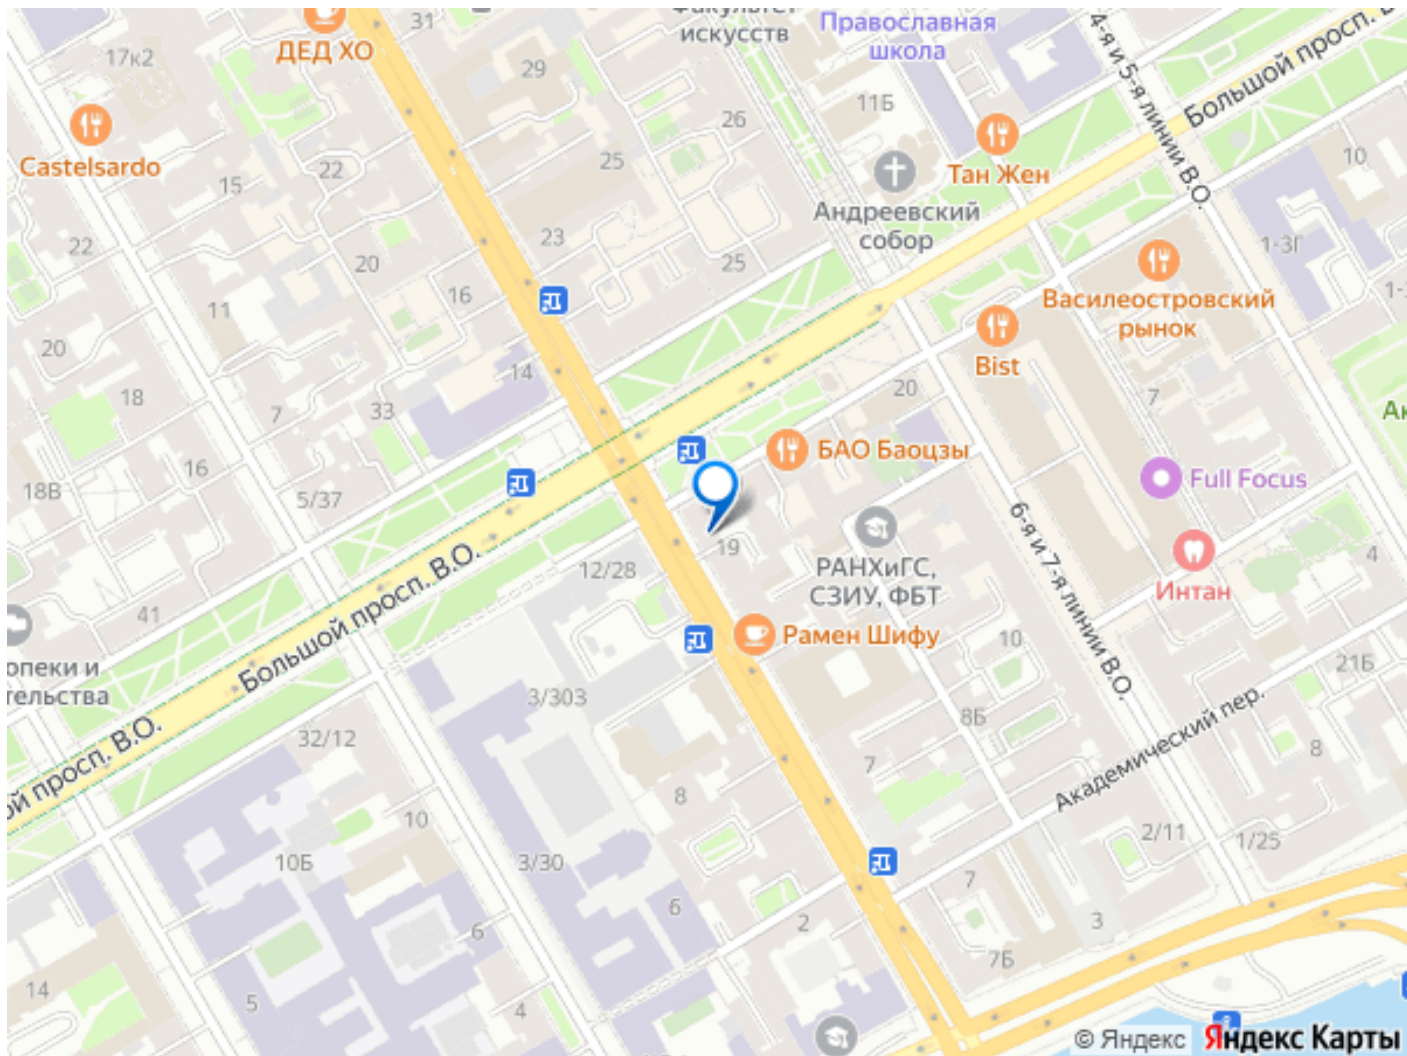 31
Факультет
искусств
Православная
школа
4-я и 5-я линии В.О.
Большой просп. В
ДЕД ХО
17к2
29
11Б
26
Castelsardo
22
25
Тан Жен
10
15
Андреевский
собор
22
20
23
25
1-3Г
16
Василеостровский
рынок
1-
11
Bist
20
14
18
7
33
20
7
Ак
БАО Баоцзы
16
18В
5/37
Full Focus
6-я и 7-я линии В.О.
19
РАНХиГС,
СЗИУ, ФБТ
Интан
4
12/28
Большой просп. В.О.
41
опеки и
тельства
Рамен Шифу
10
21Б
3/303
8Б
Академический пер.
ой просп. В.О.
32/12
7
8
8
10
2/11
1/25
10Б
3/30
7
6
2
3
6
7Б
14
5
4
© Яндекс Яндекс Карты